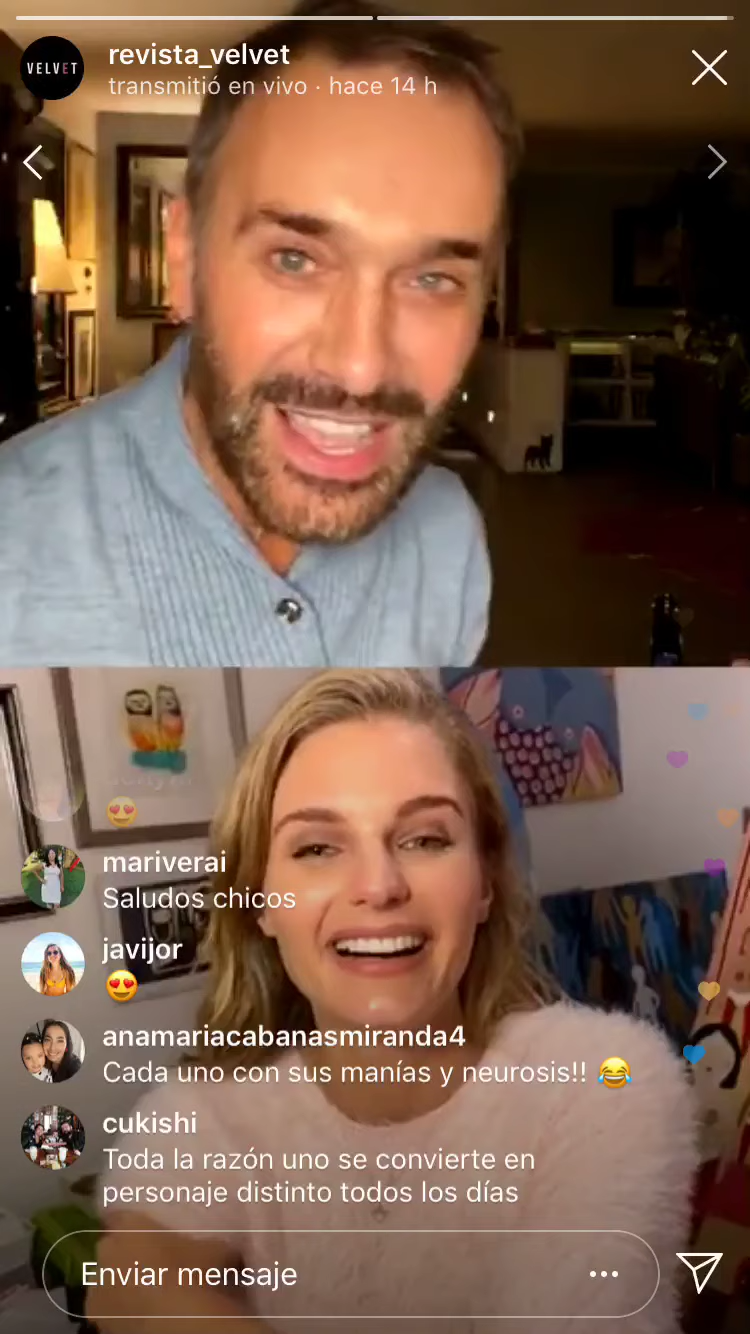 VELVET
revista_velvet
transmitió en vivo · hace 14 h
😍
mariverai
Saludos chicos
javijor
😍
anamariacabanasmiranda4
Cada uno con sus manías y neurosis!! 😂
cukishi
Toda la razón uno se convierte en
personaje distinto todos los días
Enviar mensaje